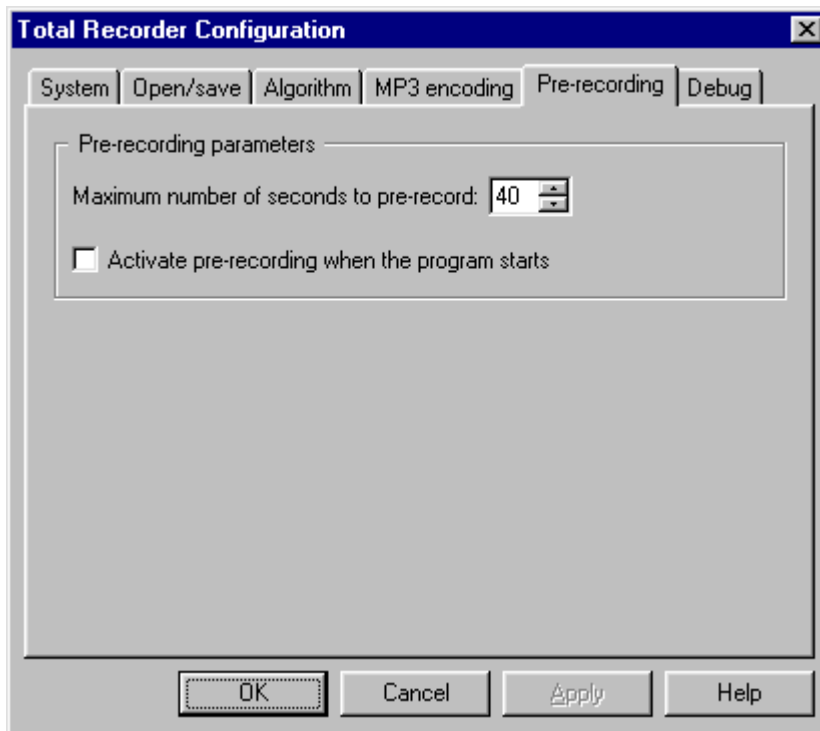 Total Recorder Configuration
System Open/save Algorithm MP3 encoding Pre-recording Debug
Pre-recording parameters
Maximum number of seconds to pre-record: 40
Activate pre-recording when the program starts
OK Cancel Apply Help